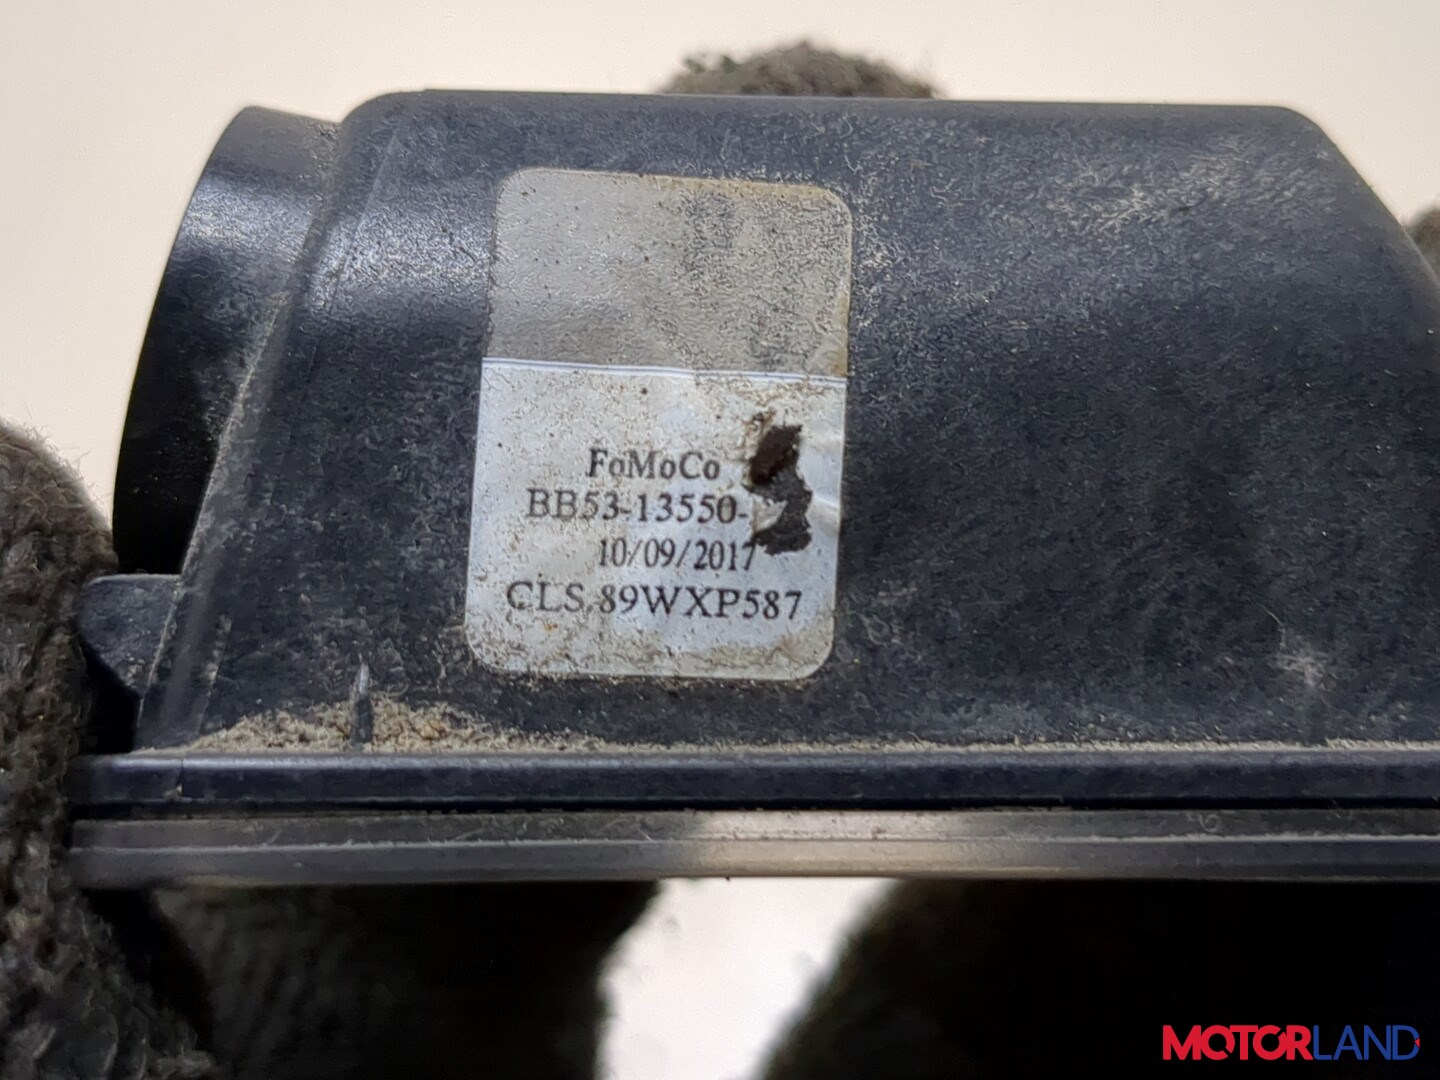 FoMoCo
BB53-13550-
10/09/2017
CLS 89WXP587
MOTORLAND